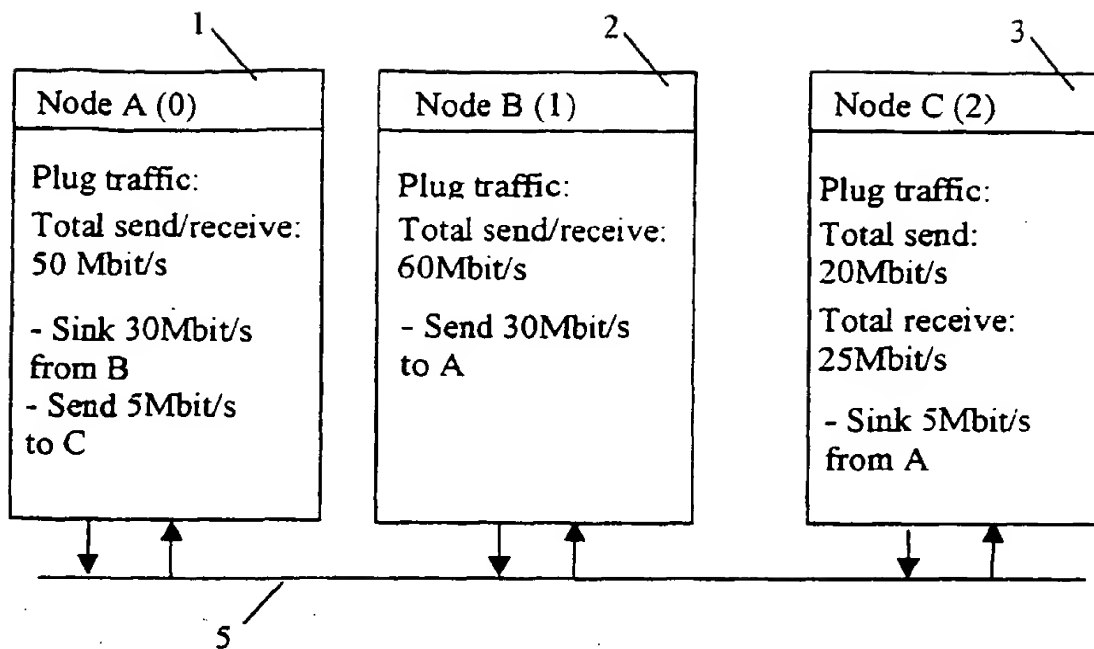 1
2
3
Node A (0)
Plug traffic:
Total send/receive:
50 Mbit/s
- Sink 30Mbit/s
from B
- Send 5Mbit/s
to C
Node B (1)
Plug traffic:
Total send/receive:
60Mbit/s
- Send 30Mbit/s
to A
Node C (2)
Plug traffic:
Total send:
20Mbit/s
Total receive:
25Mbit/s
- Sink 5Mbit/s
from A
5